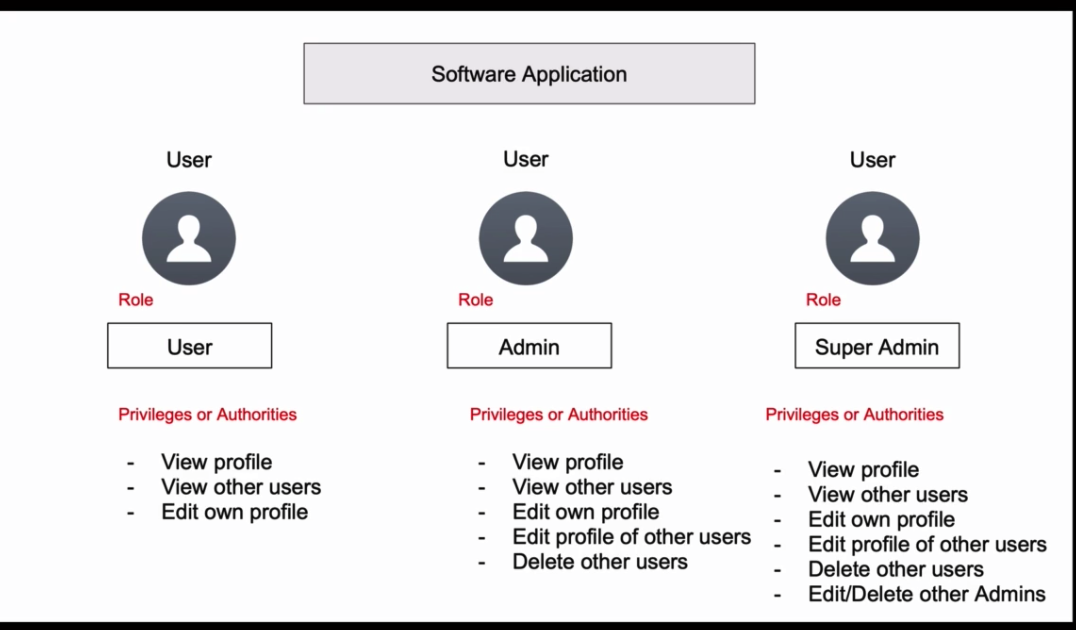 Software Application
User
User
User
Role
Role
Role
User
Admin
Super Admin
Privileges or Authorities
Privileges or Authorities
Privileges or Authorities
- View profile
- View other users
- Edit own profile
- View profile
- View other users
- Edit own profile
- Edit profile of other users
- Delete other users
- View profile
- View other users
- Edit own profile
- Edit profile of other users
- Delete other users
- Edit/Delete other Admins